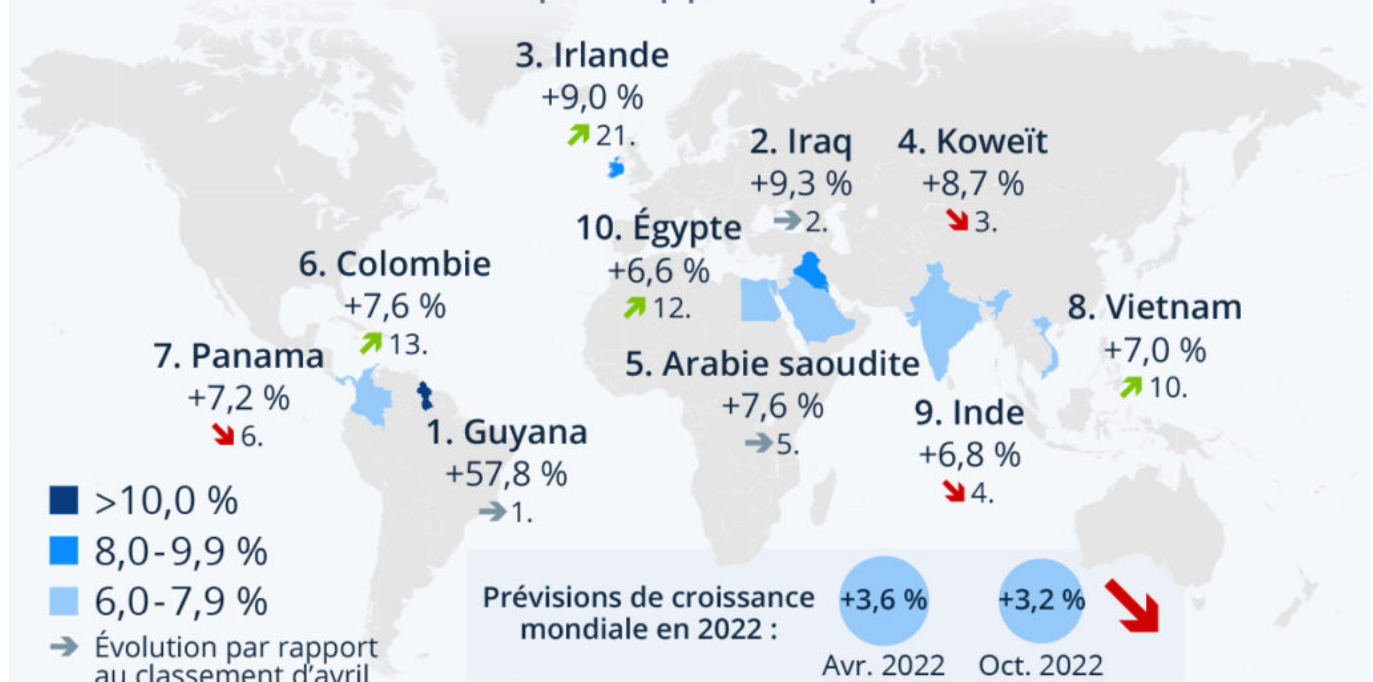 3. Irlande
+9,0 %
21.
2. Iraq
+9,3 %
2.
4. Koweït
+8,7 %
3.
10. Égypte
+6,6 %
12.
6. Colombie
+7,6 %
13.
8. Vietnam
+7,0 %
10.
7. Panama
+7,2 %
6.
5. Arabie saoudite
+7,6 %
5.
9. Inde
+6,8 %
4.
1. Guyana
+57,8 %
1.
>10,0 %
8,0-9,9 %
6,0-7,9 %
Évolution par rapport
au classement d'avril
Prévisions de croissance
mondiale en 2022 :
+3,6 %
Avr. 2022
+3,2 %
Oct. 2022